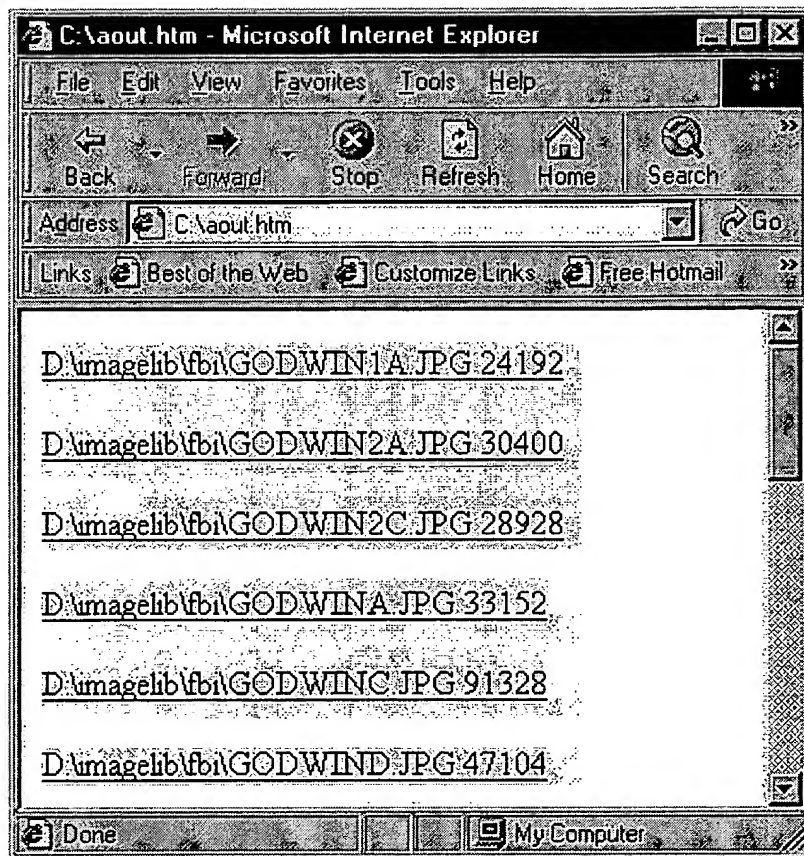 C:\aout.htm - Microsoft Internet Explorer
File Edit View Favorites Tools Help
Back Forward Stop Refresh Home Search »
Address C:\aout.htm Go
Links Best of the Web Customize Links Free Hotmail »
D:\imagelib\fbi\GODWIN1A.JPG 24192
D:\imagelib\fbi\GODWIN2A.JPG 30400
D:\imagelib\fbi\GODWIN2C.JPG 28928
D:\imagelib\fbi\GODWINA.JPG 33152
D:\imagelib\fbi\GODWINC.JPG 91328
D:\imagelib\fbi\GODWIND.JPG 47104
Done My Computer